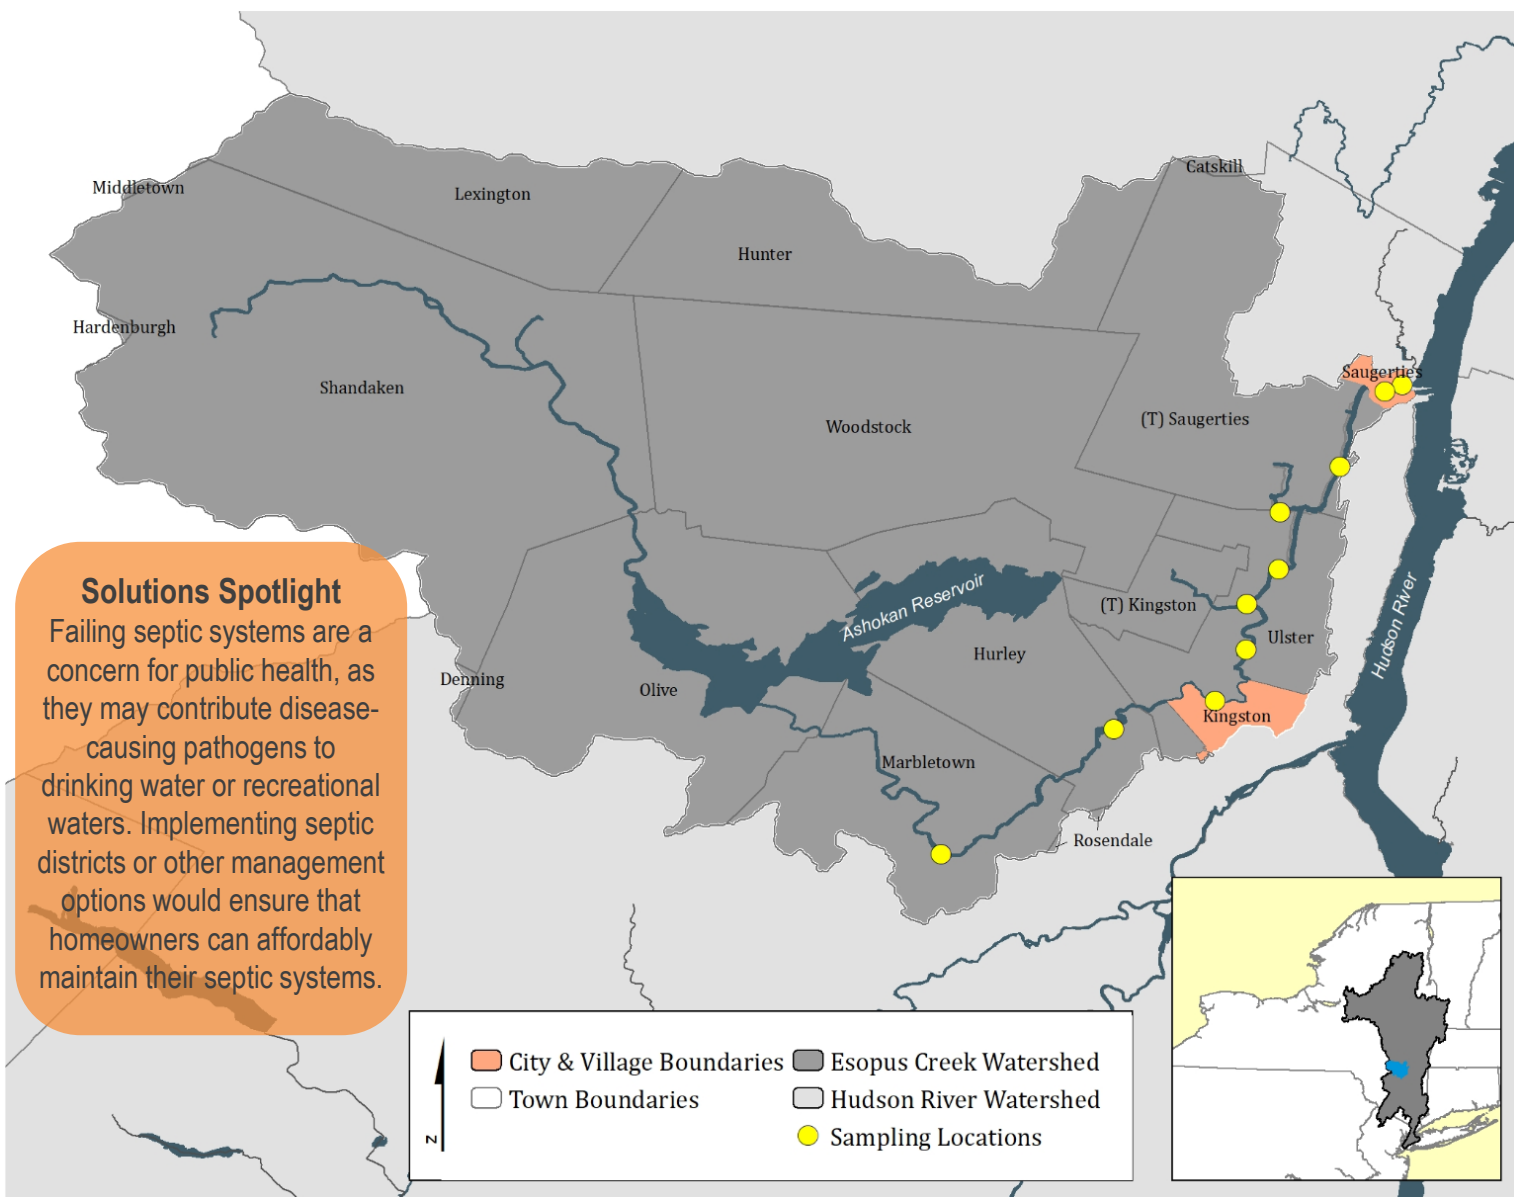 Catskill
Middletown
Lexington
Hunter
Hardenburgh
Shandaken
Saugerties
Woodstock
(T) Saugerties
Ashokan Reservoir
(T) Kingston
Hudson River
Ulster
Hurley
Denning
Olive
Kingston
Marbletown
Rosendale
Solutions Spotlight
Failing septic systems are a
concern for public health, as
they may contribute disease-
causing pathogens to
drinking water or recreational
waters. Implementing septic
districts or other management
options would ensure that
homeowners can affordably
maintain their septic systems.
City & Village Boundaries
Town Boundaries
Esopus Creek Watershed
Hudson River Watershed
Sampling Locations
N